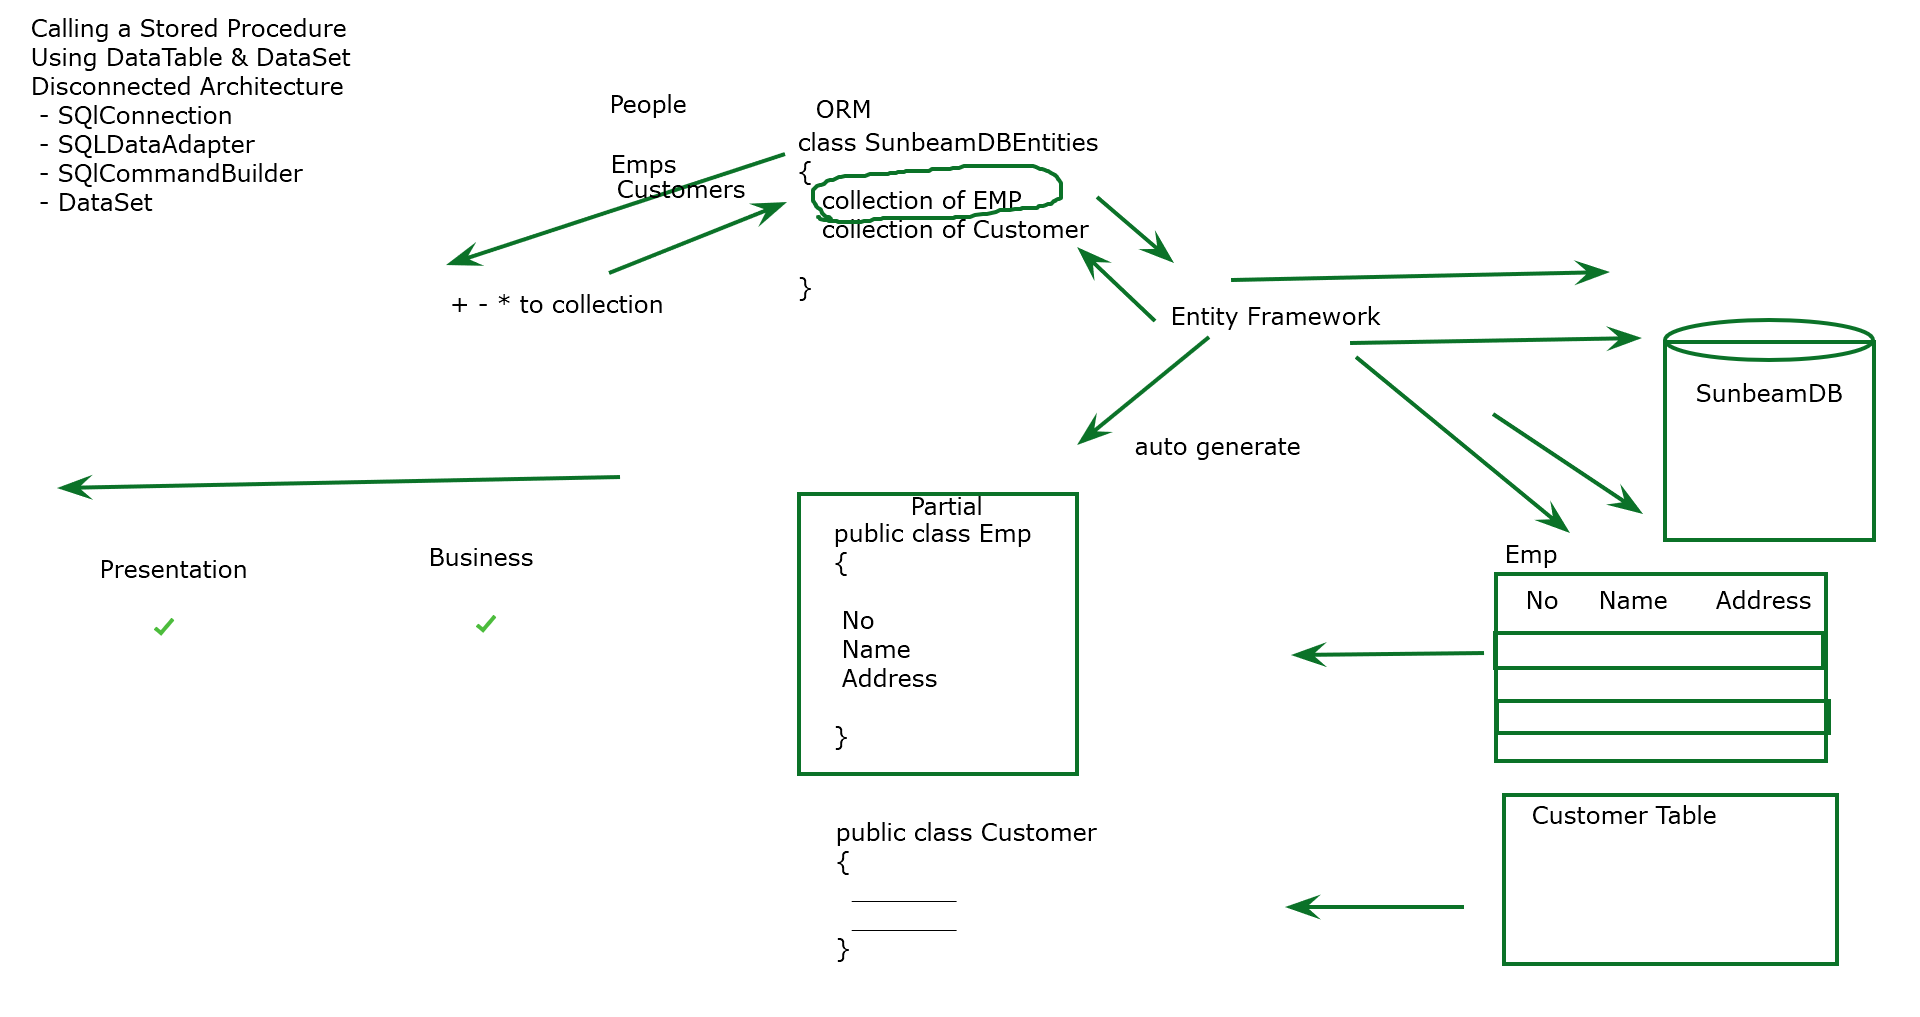 Calling a Stored Procedure
Using DataTable & DataSet
Disconnected Architecture
- SQlConnection
- SQLDataAdapter
- SQlCommandBuilder
- DataSet
People
Emps
Customers
+ - * to collection
ORM
class SunbeamDBEntities
{
collection of EMP
collection of Customer
}
Entity Framework
auto generate
SunbeamDB
Presentation
Business
Partial
public class Emp
{
No
Name
Address
}
Emp
No Name Address
public class Customer
{
________
________
}
Customer Table